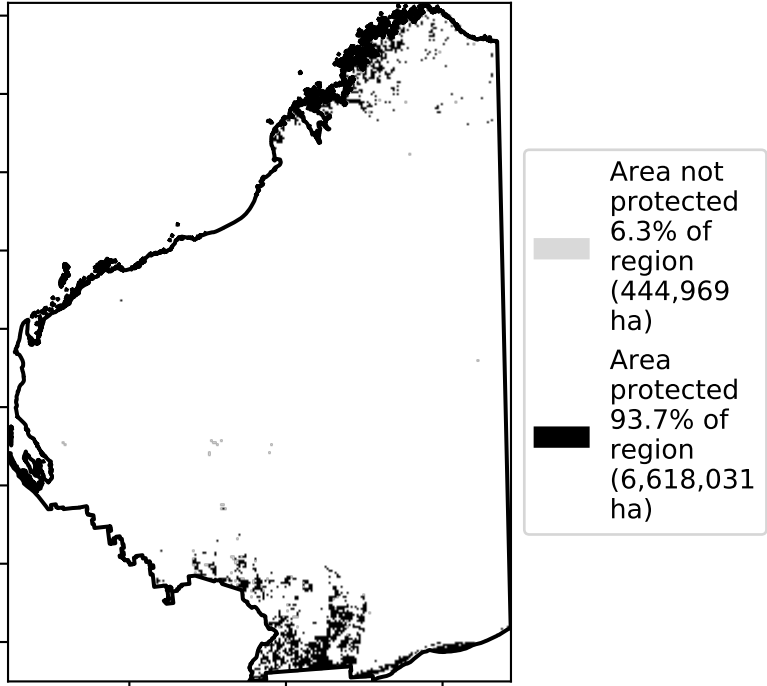 Area not
protected
6.3% of
region
(444,969
ha)
Area
protected
93.7% of
region
(6,618,031
ha)